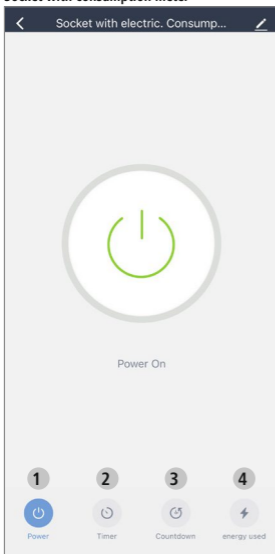 Socket with consumption meter
Socket with electric. Consump...
Power On
1 2 3 4
Power Timer Countdown energy used